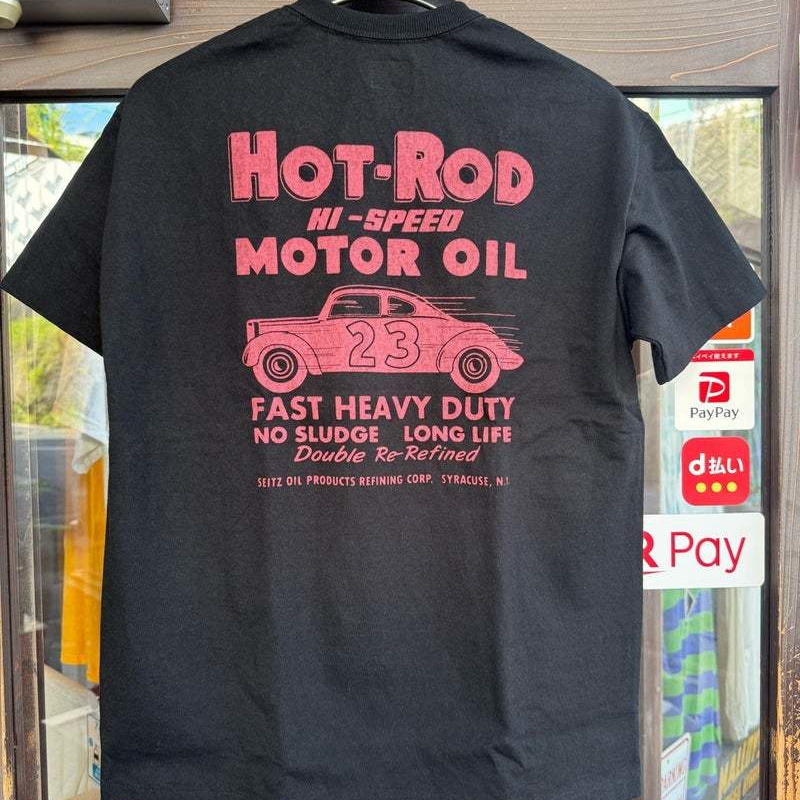 HOT-ROD
HI-SPEED
MOTOR OIL
23
FAST HEAVY DUTY
NO SLUDGE LONG LIFE
Double Re-Refined
SEITZ OIL PRODUCTS REFINING CORP. SYRACUSE, N.
PayPay
d払い
R Pay